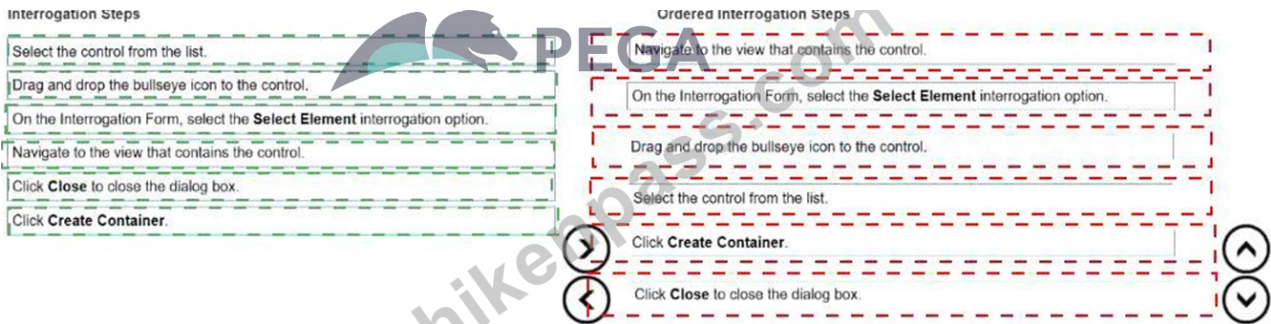 Interrogation Steps
Select the control from the list.
Drag and drop the bullseye icon to the control.
On the Interrogation Form, select the Select Element interrogation option.
Navigate to the view that contains the control.
Click Close to close the dialog box.
Click Create Container.
PEGA
Ordered Interrogation Steps
Navigate to the view that contains the control.
On the Interrogation Form, select the Select Element interrogation option.
Drag and drop the bullseye icon to the control.
Select the control from the list.
Click Create Container.
Click Close to close the dialog box.
hikenpass.com